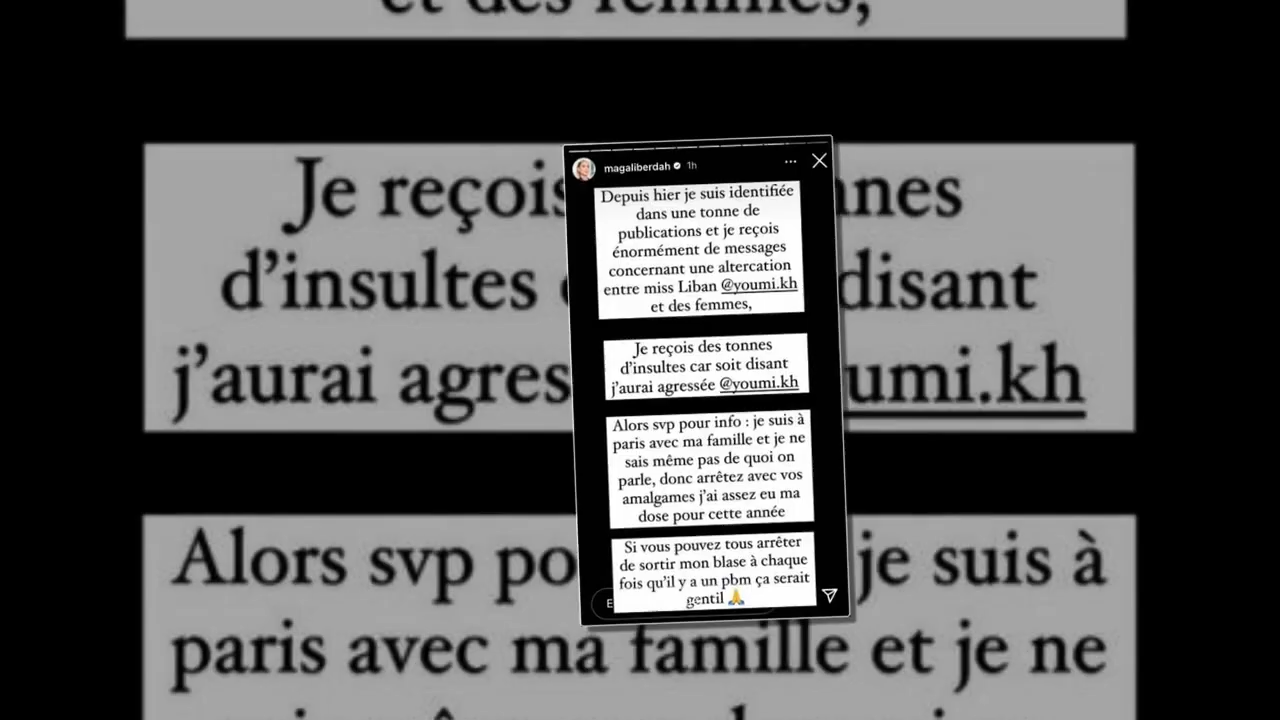 et des femmes,
Je reçois nnes
d’insultes disant
j’aurai agres umi.kh
Alors svp po je suis à
paris avec ma famille et je ne
magaliberdah 1h
Depuis hier je suis identifiée
dans une tonne de
publications et je reçois
énormément de messages
concernant une altercation
entre miss Liban @youmi.kh
et des femmes,
Je reçois des tonnes
d’insultes car soit disant
j’aurai agressée @youmi.kh
Alors svp pour info : je suis à
paris avec ma famille et je ne
sais même pas de quoi on
parle, donc arrêtez avec vos
amalgames j’ai assez eu ma
dose pour cette année
Si vous pouvez tous arrêter
de sortir mon blase à chaque
fois qu’il y a un pbm ça serait
gentil 🙏
E